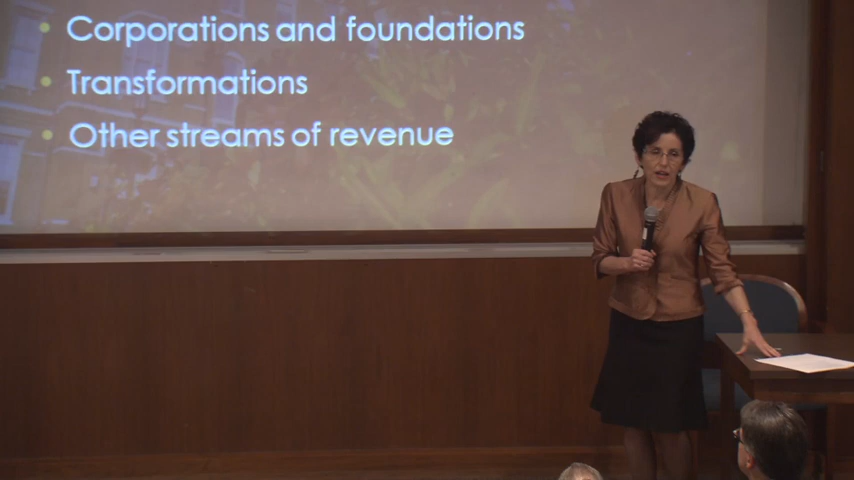 • Corporations and foundations
• Transformations
• Other streams of revenue